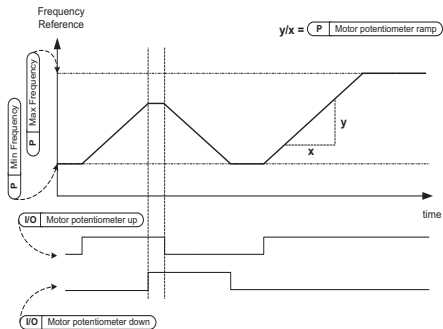 Frequency
Reference
y/x = P Motor potentiometer ramp
P Max Frequency
P Min Frequency
y
x
time
I/O Motor potentiometer up
I/O Motor potentiometer down